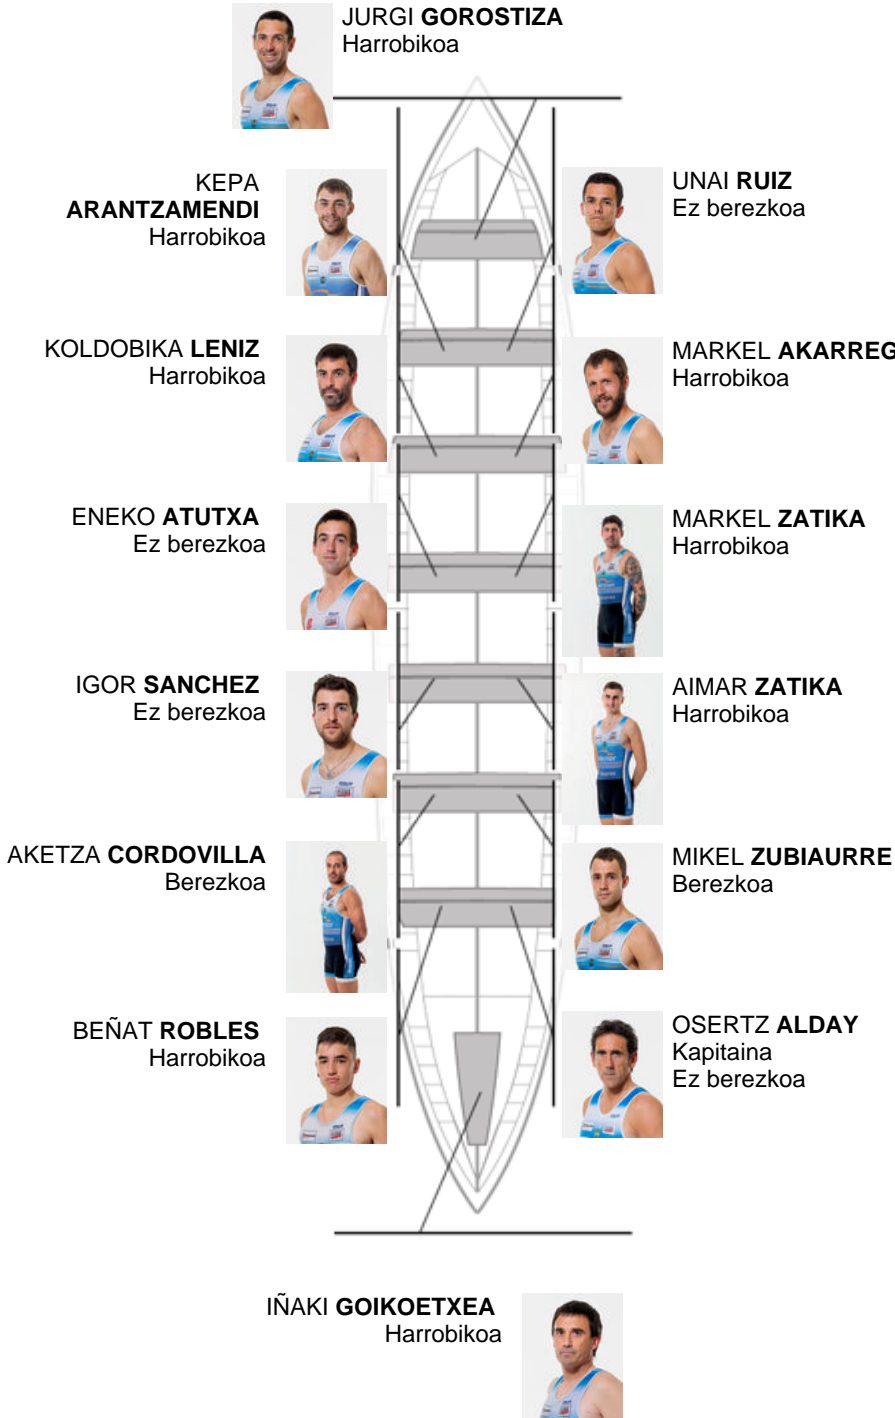 JURGI GOROSTIZA
Harrobikoa
KEPA
ARANTZAMENDI
Harrobikoa
UNAI RUIZ
Ez berezkoa
KOLDOBIKA LENIZ
Harrobikoa
MARKEL AKARREG
Harrobikoa
ENEKO ATUTXA
Ez berezkoa
MARKEL ZATIKA
Harrobikoa
IGOR SANCHEZ
Ez berezkoa
AIMAR ZATIKA
Harrobikoa
AKETZA CORDOVILLA
Berezkoa
MIKEL ZUBIAURRE
Berezkoa
BEÑAT ROBLES
Harrobikoa
OSERTZ ALDAY
Kapitaina
Ez berezkoa
IÑAKI GOIKOETXEA
Harrobikoa